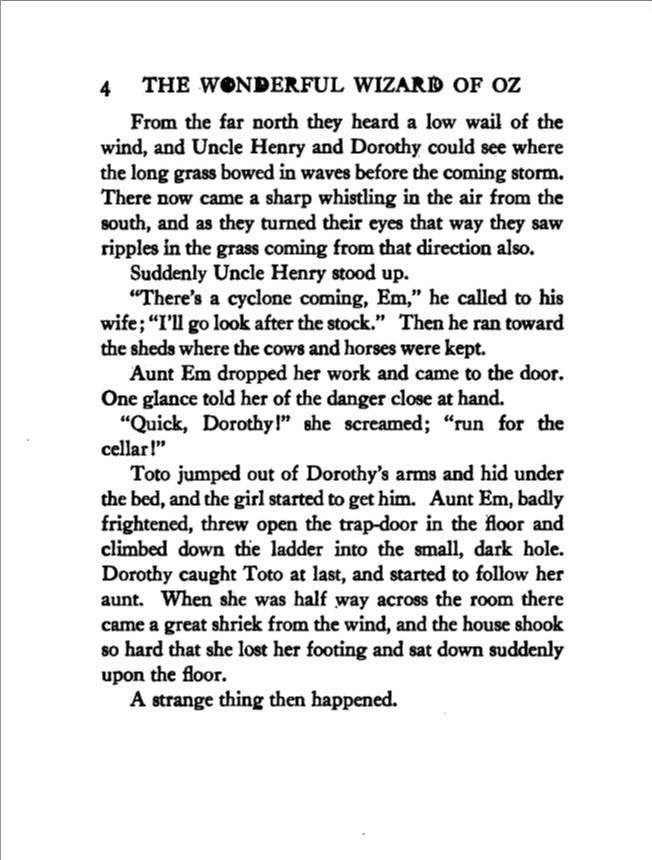 4 THE WONDERFUL WIZARD OF OZ
From the far north they heard a low wail of the
wind, and Uncle Henry and Dorothy could see where
the long grass bowed in waves before the coming storm.
There now came a sharp whistling in the air from the
south, and as they turned their eyes that way they saw
ripples in the grass coming from that direction also.
Suddenly Uncle Henry stood up.
“There’s a cyclone coming, Em,” he called to his
wife; “I’ll go look after the stock.” Then he ran toward
the sheds where the cows and horses were kept.
Aunt Em dropped her work and came to the door.
One glance told her of the danger close at hand.
“Quick, Dorothy!” she screamed; “run for the
cellar!”
Toto jumped out of Dorothy’s arms and hid under
the bed, and the girl started to get him. Aunt Em, badly
frightened, threw open the trap-door in the floor and
climbed down the ladder into the small, dark hole.
Dorothy caught Toto at last, and started to follow her
aunt. When she was half way across the room there
came a great shriek from the wind, and the house shook
so hard that she lost her footing and sat down suddenly
upon the floor.
A strange thing then happened.